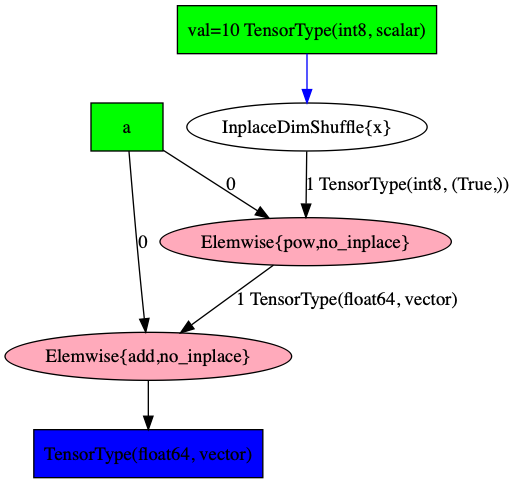 val=10 TensorType(int8, scalar)
a
InplaceDimShuffle{x}
0
1 TensorType(int8, (True,))
0
Elemwise{pow,no_inplace}
1 TensorType(float64, vector)
Elemwise{add,no_inplace}
TensorType(float64, vector)